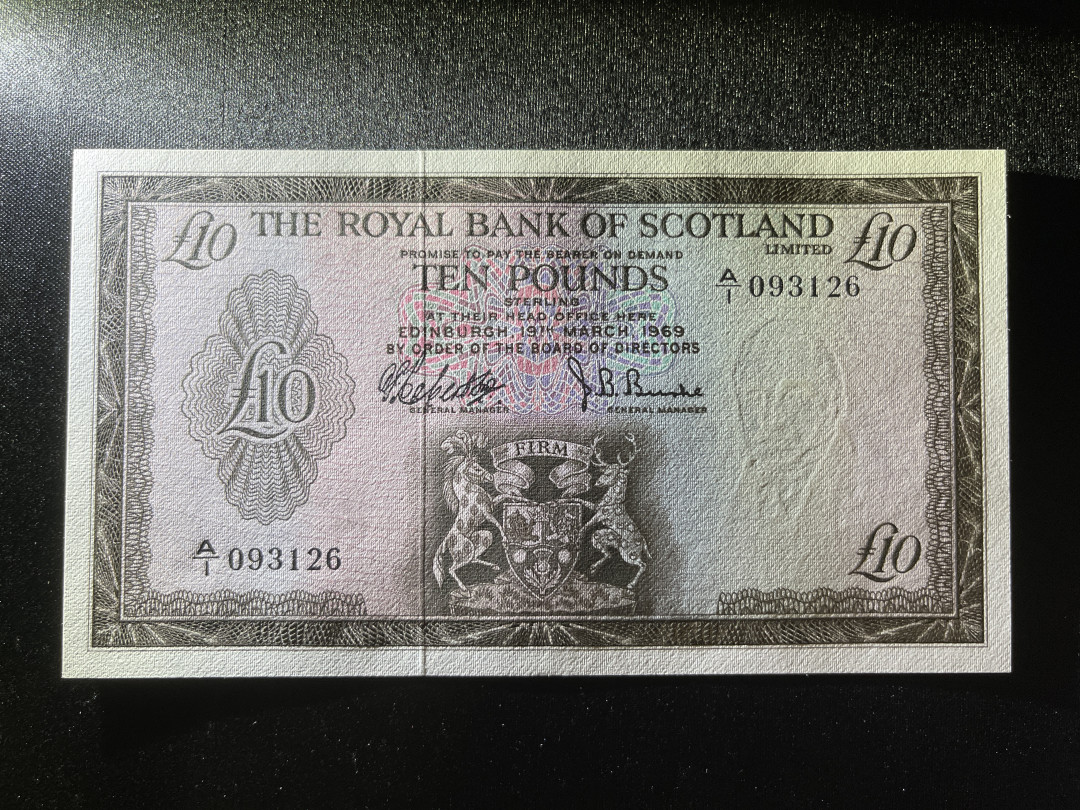 £10 THE ROYAL BANK OF SCOTLAND £10
LIMITED
PROMISE TO PAY THE BEARER ON DEMAND
TEN POUNDS
A/1 093126
STERLING
AT THEIR HEAD OFFICE HERE
EDINBURGH, 19TH MARCH, 1969
BY ORDER OF THE BOARD OF DIRECTORS
£10
J. B. Burke
GENERAL MANAGER GENERAL MANAGER
FIRM
A/1 093126
£10